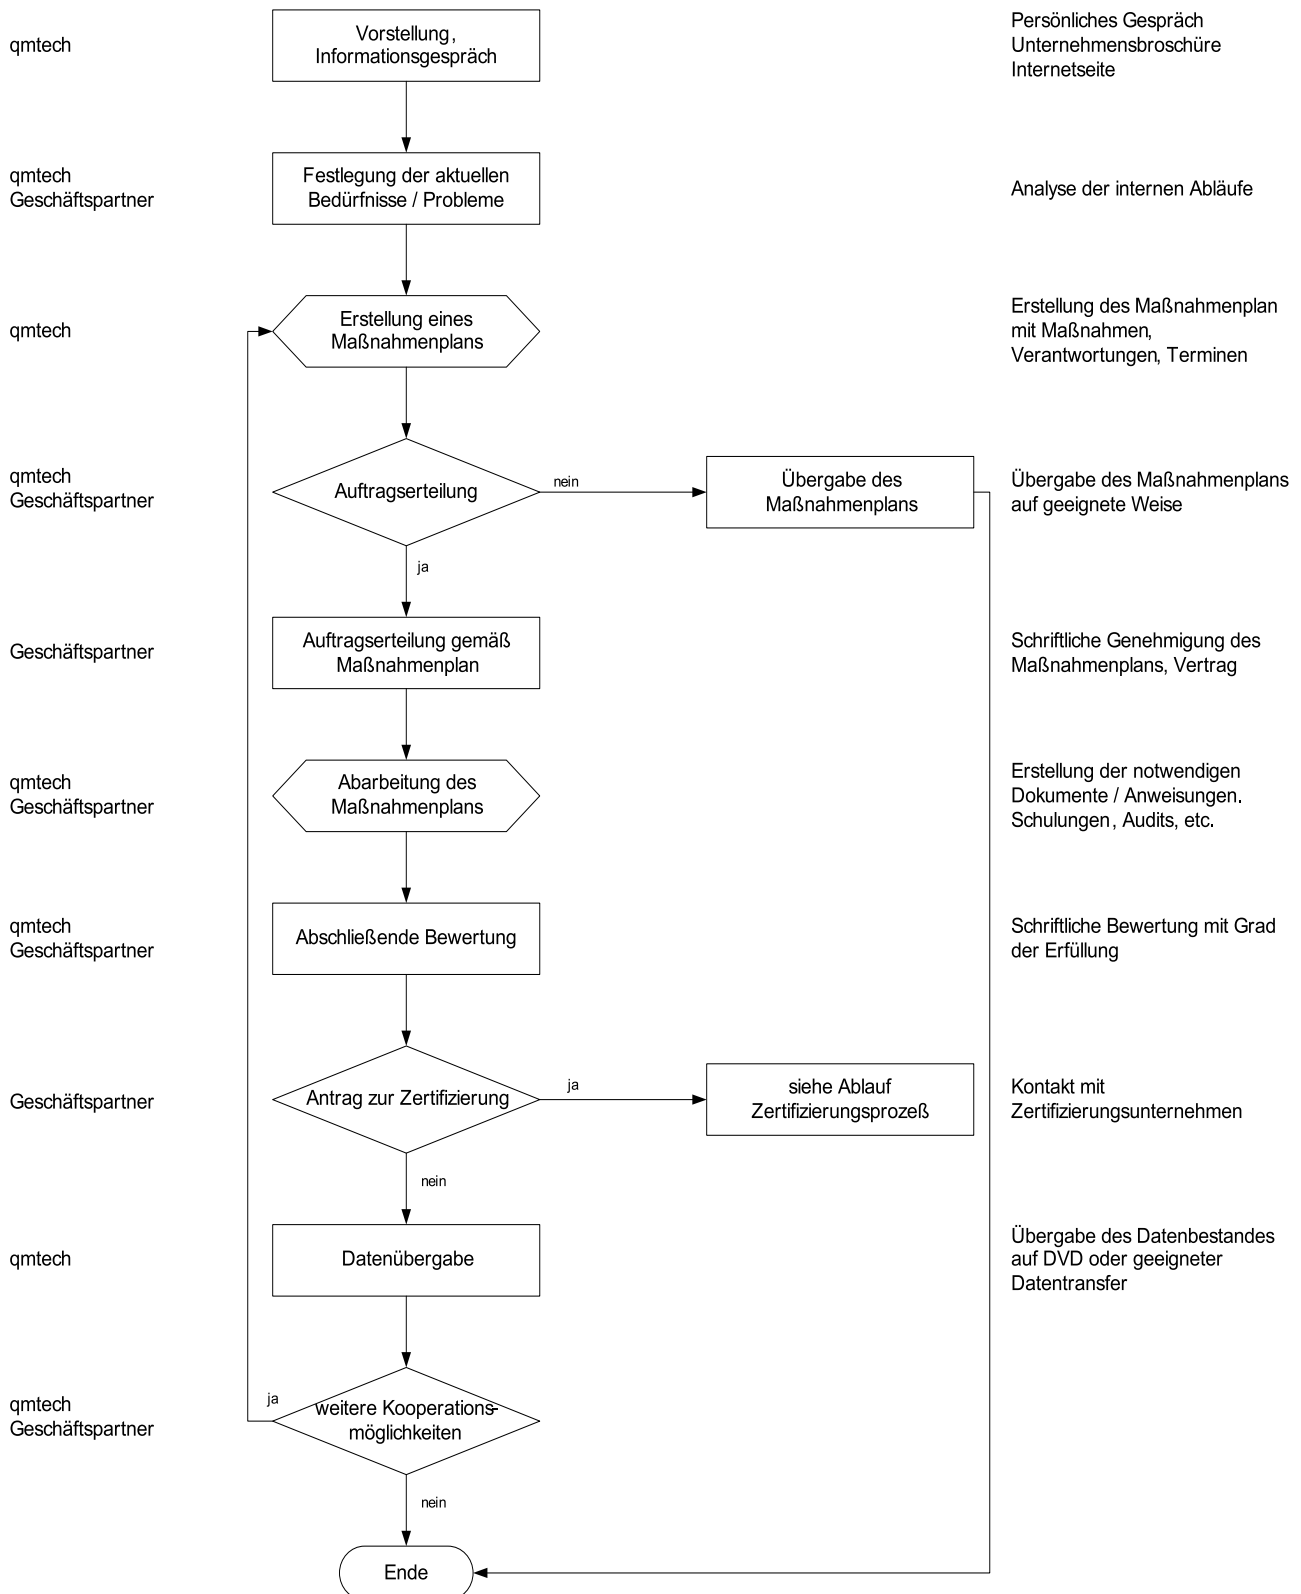 qmtech
Vorstellung,
Informationsgespräch
Persönliches Gespräch
Unternehmensbroschüre
Internetseite
qmtech
Geschäftspartner
Festlegung der aktuellen
Bedürfnisse / Probleme
Analyse der internen Abläufe
qmtech
Erstellung eines
Maßnahmenplans
Erstellung des Maßnahmenplan
mit Maßnahmen,
Verantwortungen, Terminen
qmtech
Geschäftspartner
Auftragserteilung
nein
Übergabe des
Maßnahmenplans
Übergabe des Maßnahmenplans
auf geeignete Weise
ja
Geschäftspartner
Auftragserteilung gemäß
Maßnahmenplan
Schriftliche Genehmigung des
Maßnahmenplans, Vertrag
qmtech
Geschäftspartner
Abarbeitung des
Maßnahmenplans
Erstellung der notwendigen
Dokumente / Anweisungen.
Schulungen, Audits, etc.
qmtech
Geschäftspartner
Abschließende Bewertung
Schriftliche Bewertung mit Grad
der Erfüllung
Geschäftspartner
Antrag zur Zertifizierung
ja
siehe Ablauf
Zertifizierungsprozeß
Kontakt mit
Zertifizierungsunternehmen
nein
qmtech
Datenübergabe
Übergabe des Datenbestandes
auf DVD oder geeigneter
Datentransfer
qmtech
Geschäftspartner
ja
weitere Kooperations-
möglichkeiten
nein
Ende